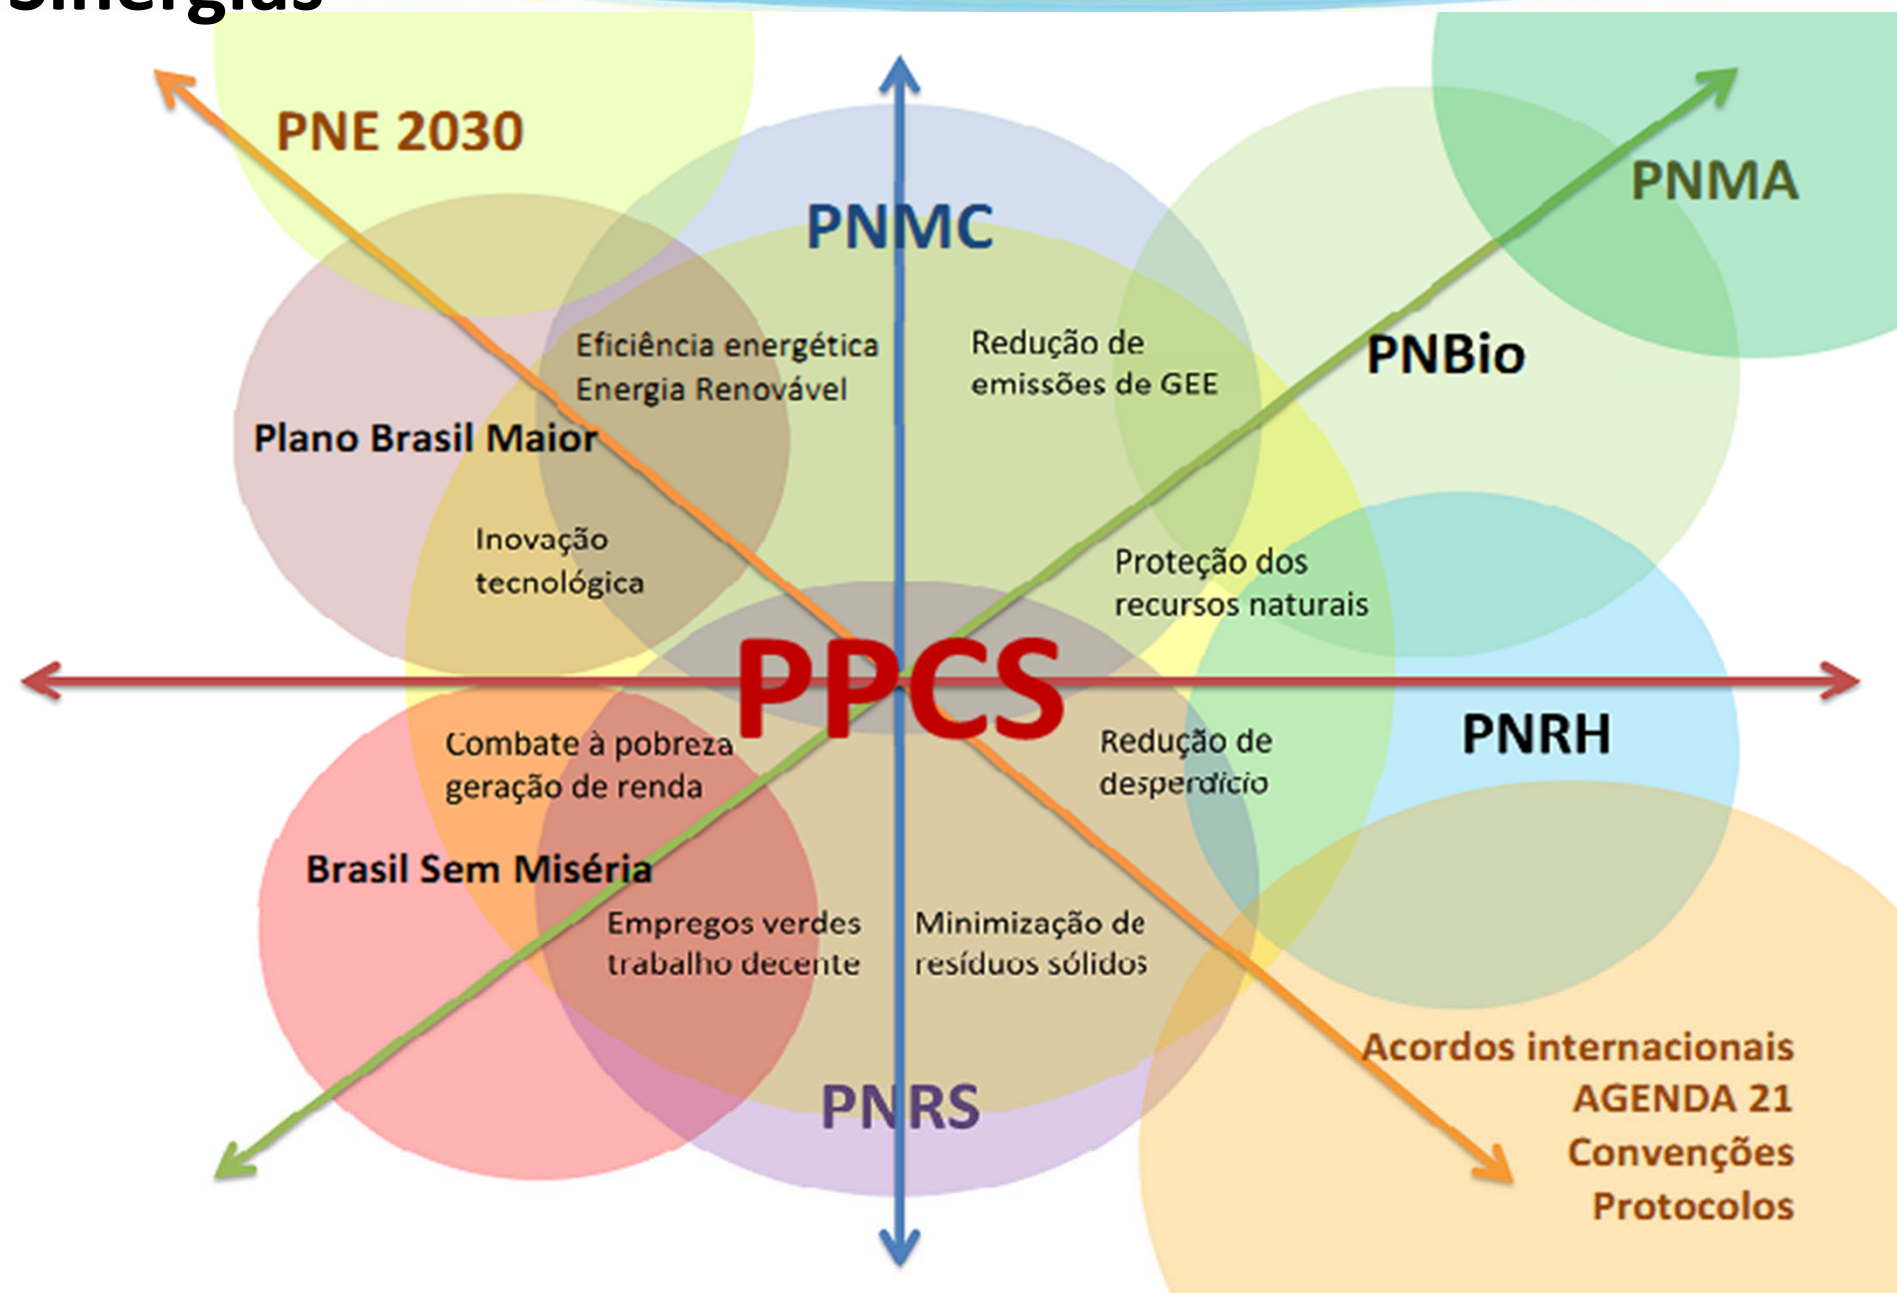 Sinergias
PNE 2030
PNMC
PNMA
Eficiência energética
Energia Renovável
Redução de
emissões de GEE
PNBio
Plano Brasil Maior
Inovação
tecnológica
Proteção dos
recursos naturais
PPCS
Combate à pobreza
geração de renda
Redução de
desperdício
PNRH
Brasil Sem Miséria
Empregos verdes
trabalho decente
Minimização de
resíduos sólidos
PNRS
Acordos internacionais
AGENDA 21
Convenções
Protocolos